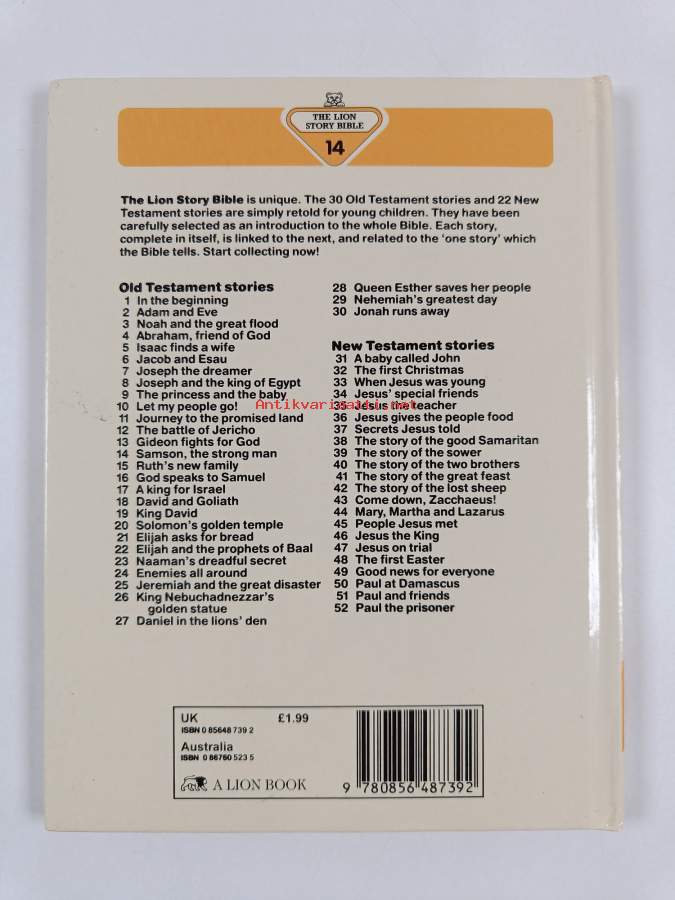 THE LION
STORY BIBLE
14
The Lion Story Bible is unique. The 30 Old Testament stories and 22 New
Testament stories are simply retold for young children. They have been
carefully selected as an introduction to the whole Bible. Each story,
complete in itself, is linked to the next, and related to the ‘one story’ which
the Bible tells. Start collecting now!
Old Testament stories
1 In the beginning
2 Adam and Eve
3 Noah and the great flood
4 Abraham, friend of God
5 Isaac finds a wife
6 Jacob and Esau
7 Joseph the dreamer
8 Joseph and the king of Egypt
9 The princess and the baby
10 Let my people go!
11 Journey to the promised land
12 The battle of Jericho
13 Gideon fights for God
14 Samson, the strong man
15 Ruth's new family
16 God speaks to Samuel
17 A king for Israel
18 David and Goliath
19 King David
20 Solomon's golden temple
21 Elijah asks for bread
22 Elijah and the prophets of Baal
23 Naaman's dreadful secret
24 Enemies all around
25 Jeremiah and the great disaster
26 King Nebuchadnezzar's
golden statue
27 Daniel in the lions' den
28 Queen Esther saves her people
29 Nehemiah's greatest day
30 Jonah runs away
New Testament stories
31 A baby called John
32 The first Christmas
33 When Jesus was young
34 Jesus' special friends
35 Jesus the teacher
36 Jesus gives the people food
37 Secrets Jesus told
38 The story of the good Samaritan
39 The story of the sower
40 The story of the two brothers
41 The story of the great feast
42 The story of the lost sheep
43 Come down, Zacchaeus!
44 Mary, Martha and Lazarus
45 People Jesus met
46 Jesus the King
47 Jesus on trial
48 The first Easter
49 Good news for everyone
50 Paul at Damascus
51 Paul and friends
52 Paul the prisoner
Antikvariaatti.net
UK £1.99
ISBN 0 85648 739 2
Australia
ISBN 0 86760 523 5
A LION BOOK
9 780856 487392